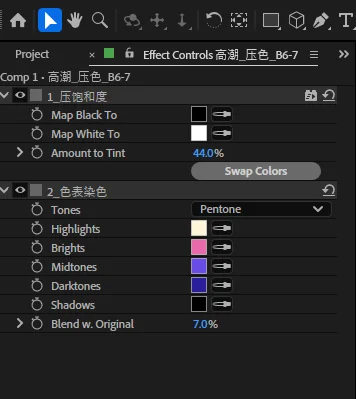 Project × Effect Controls 高潮_压色_B6-7
Comp 1 • 高潮_压色_B6-7
1_压饱和度
Map Black To
Map White To
Amount to Tint 44.0%
Swap Colors
2_色表染色
Tones Pentone
Highlights
Brights
Midtones
Darktones
Shadows
Blend w. Original 7.0%